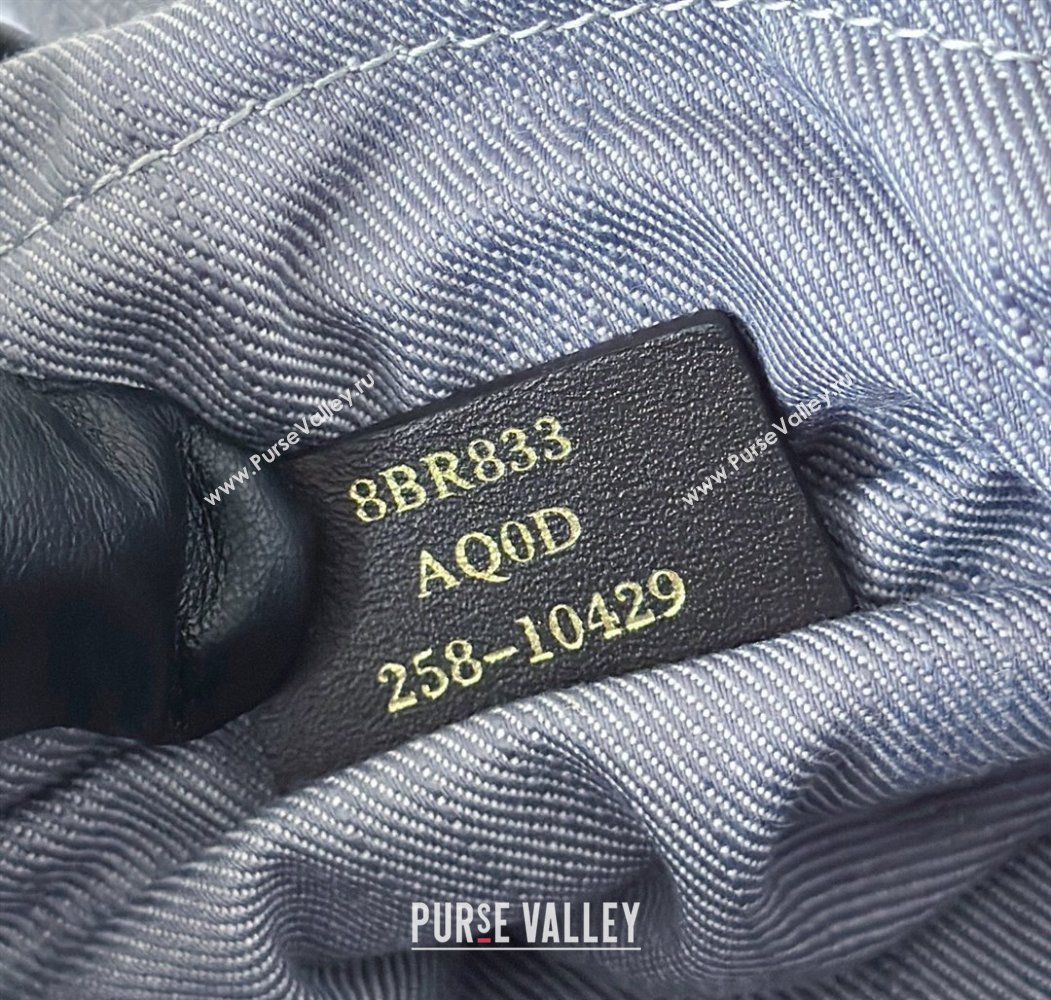 www.PurseValley.ru
www.PurseValley.ru
8BR833
AQ0D
258-10429
PURSE VALLEY